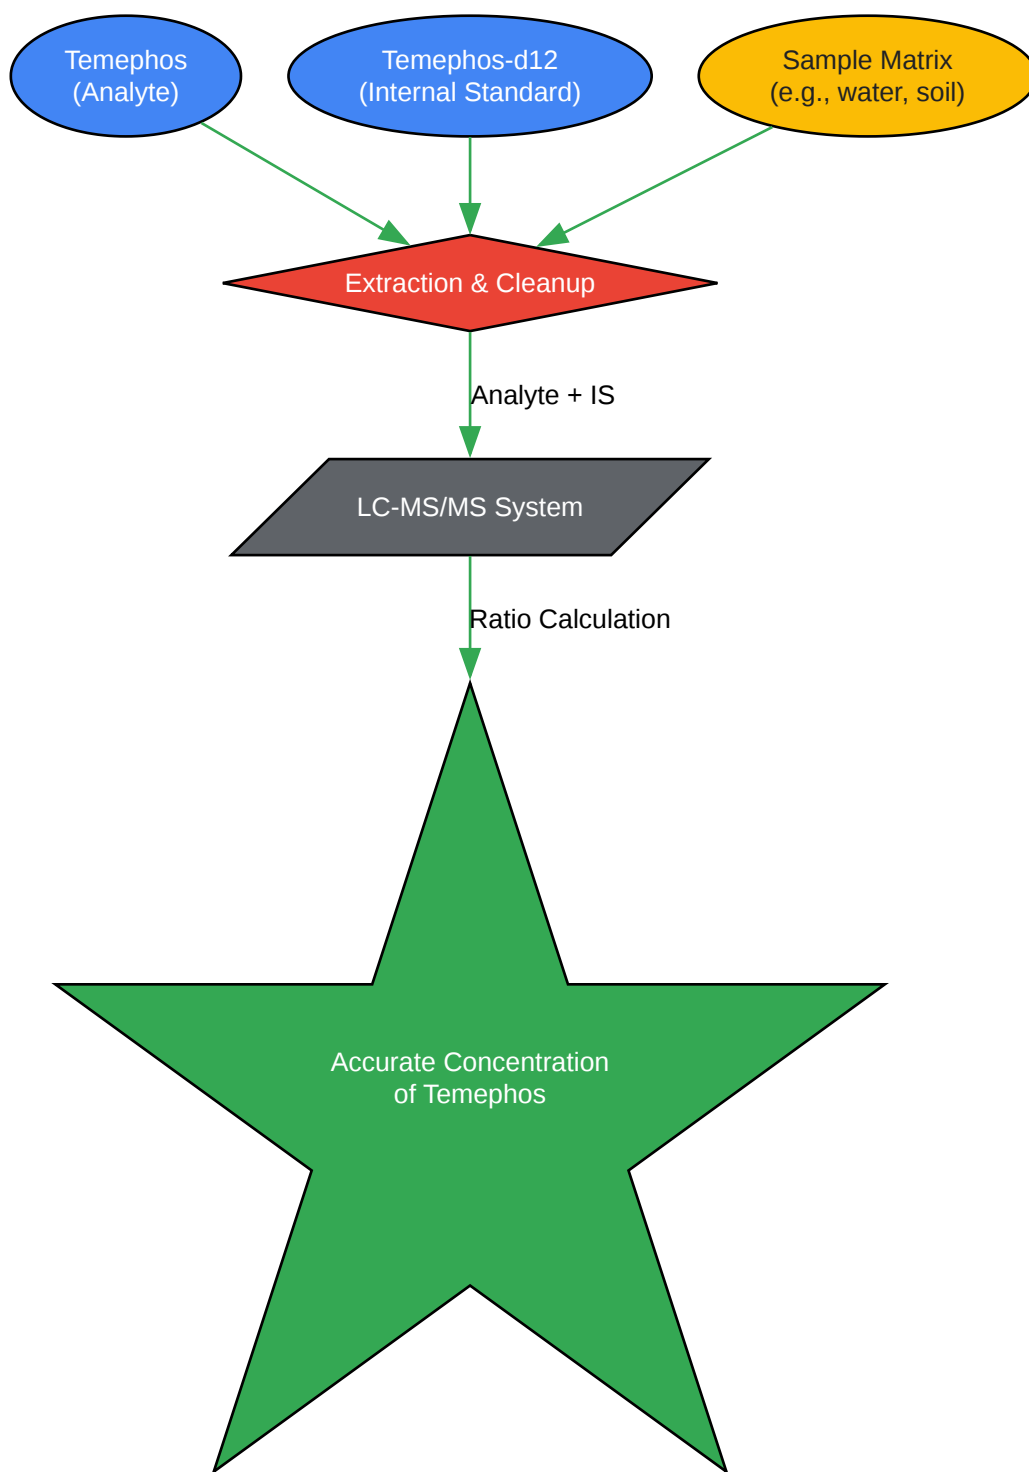 Temephos
(Analyte)
Temephos-d12
(Internal Standard)
Sample Matrix
(e.g., water, soil)
Extraction & Cleanup
Analyte + IS
LC-MS/MS System
Ratio Calculation
Accurate Concentration
of Temephos